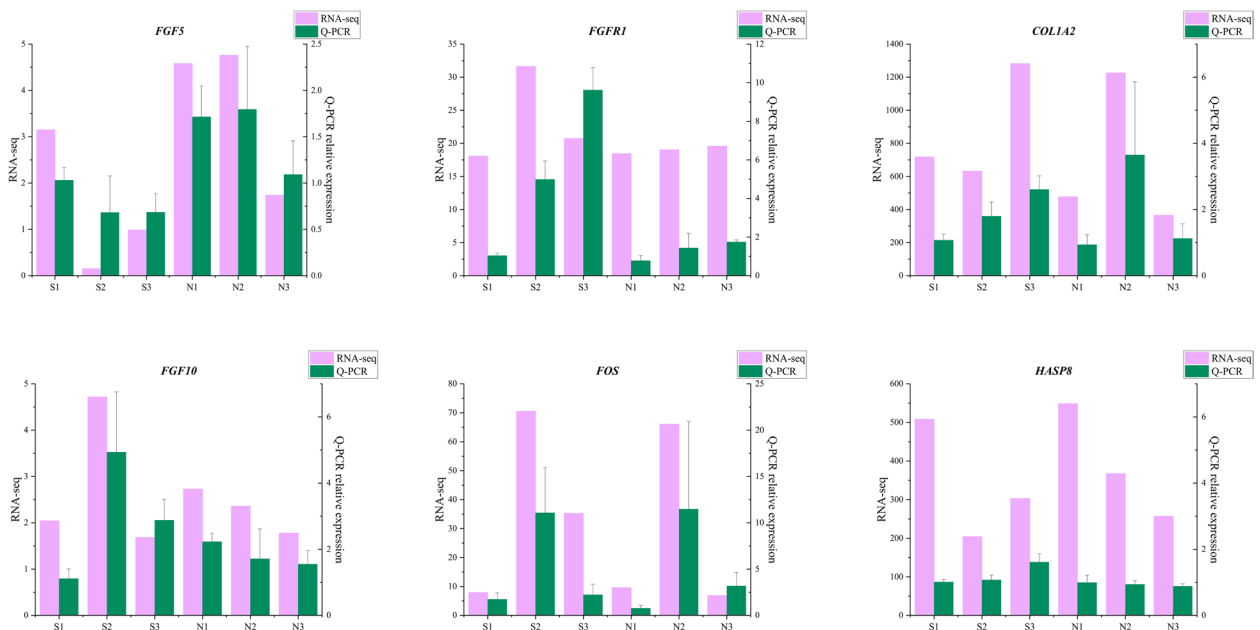 FGF5
RNA-seq
Q-PCR
5
4
3
2
1
0
2.5
2.0
1.5
1.0
0.5
0.0
RNA-seq
Q-PCR relative expression
S1 S2 S3 N1 N2 N3
FGFR1
RNA-seq
Q-PCR
35
30
25
20
15
10
5
0
12
10
8
6
4
2
0
RNA-seq
Q-PCR relative expression
S1 S2 S3 N1 N2 N3
COL1A2
RNA-seq
Q-PCR
1400
1200
1000
800
600
400
200
0
6
4
2
0
RNA-seq
Q-PCR relative expression
S1 S2 S3 N1 N2 N3
FGF10
RNA-seq
Q-PCR
5
4
3
2
1
0
6
4
2
0
RNA-seq
Q-PCR relative expression
S1 S2 S3 N1 N2 N3
FOS
RNA-seq
Q-PCR
80
70
60
50
40
30
20
10
0
25
20
15
10
5
0
RNA-seq
Q-PCR relative expression
S1 S2 S3 N1 N2 N3
HASP8
RNA-seq
Q-PCR
600
500
400
300
200
100
0
6
4
2
0
RNA-seq
Q-PCR relative expression
S1 S2 S3 N1 N2 N3